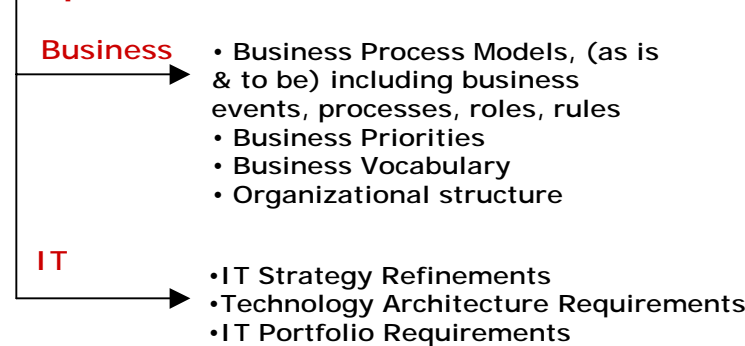 Business
• Business Process Models, (as is
& to be) including business
events, processes, roles, rules
• Business Priorities
• Business Vocabulary
• Organizational structure
IT
•IT Strategy Refinements
•Technology Architecture Requirements
•IT Portfolio Requirements